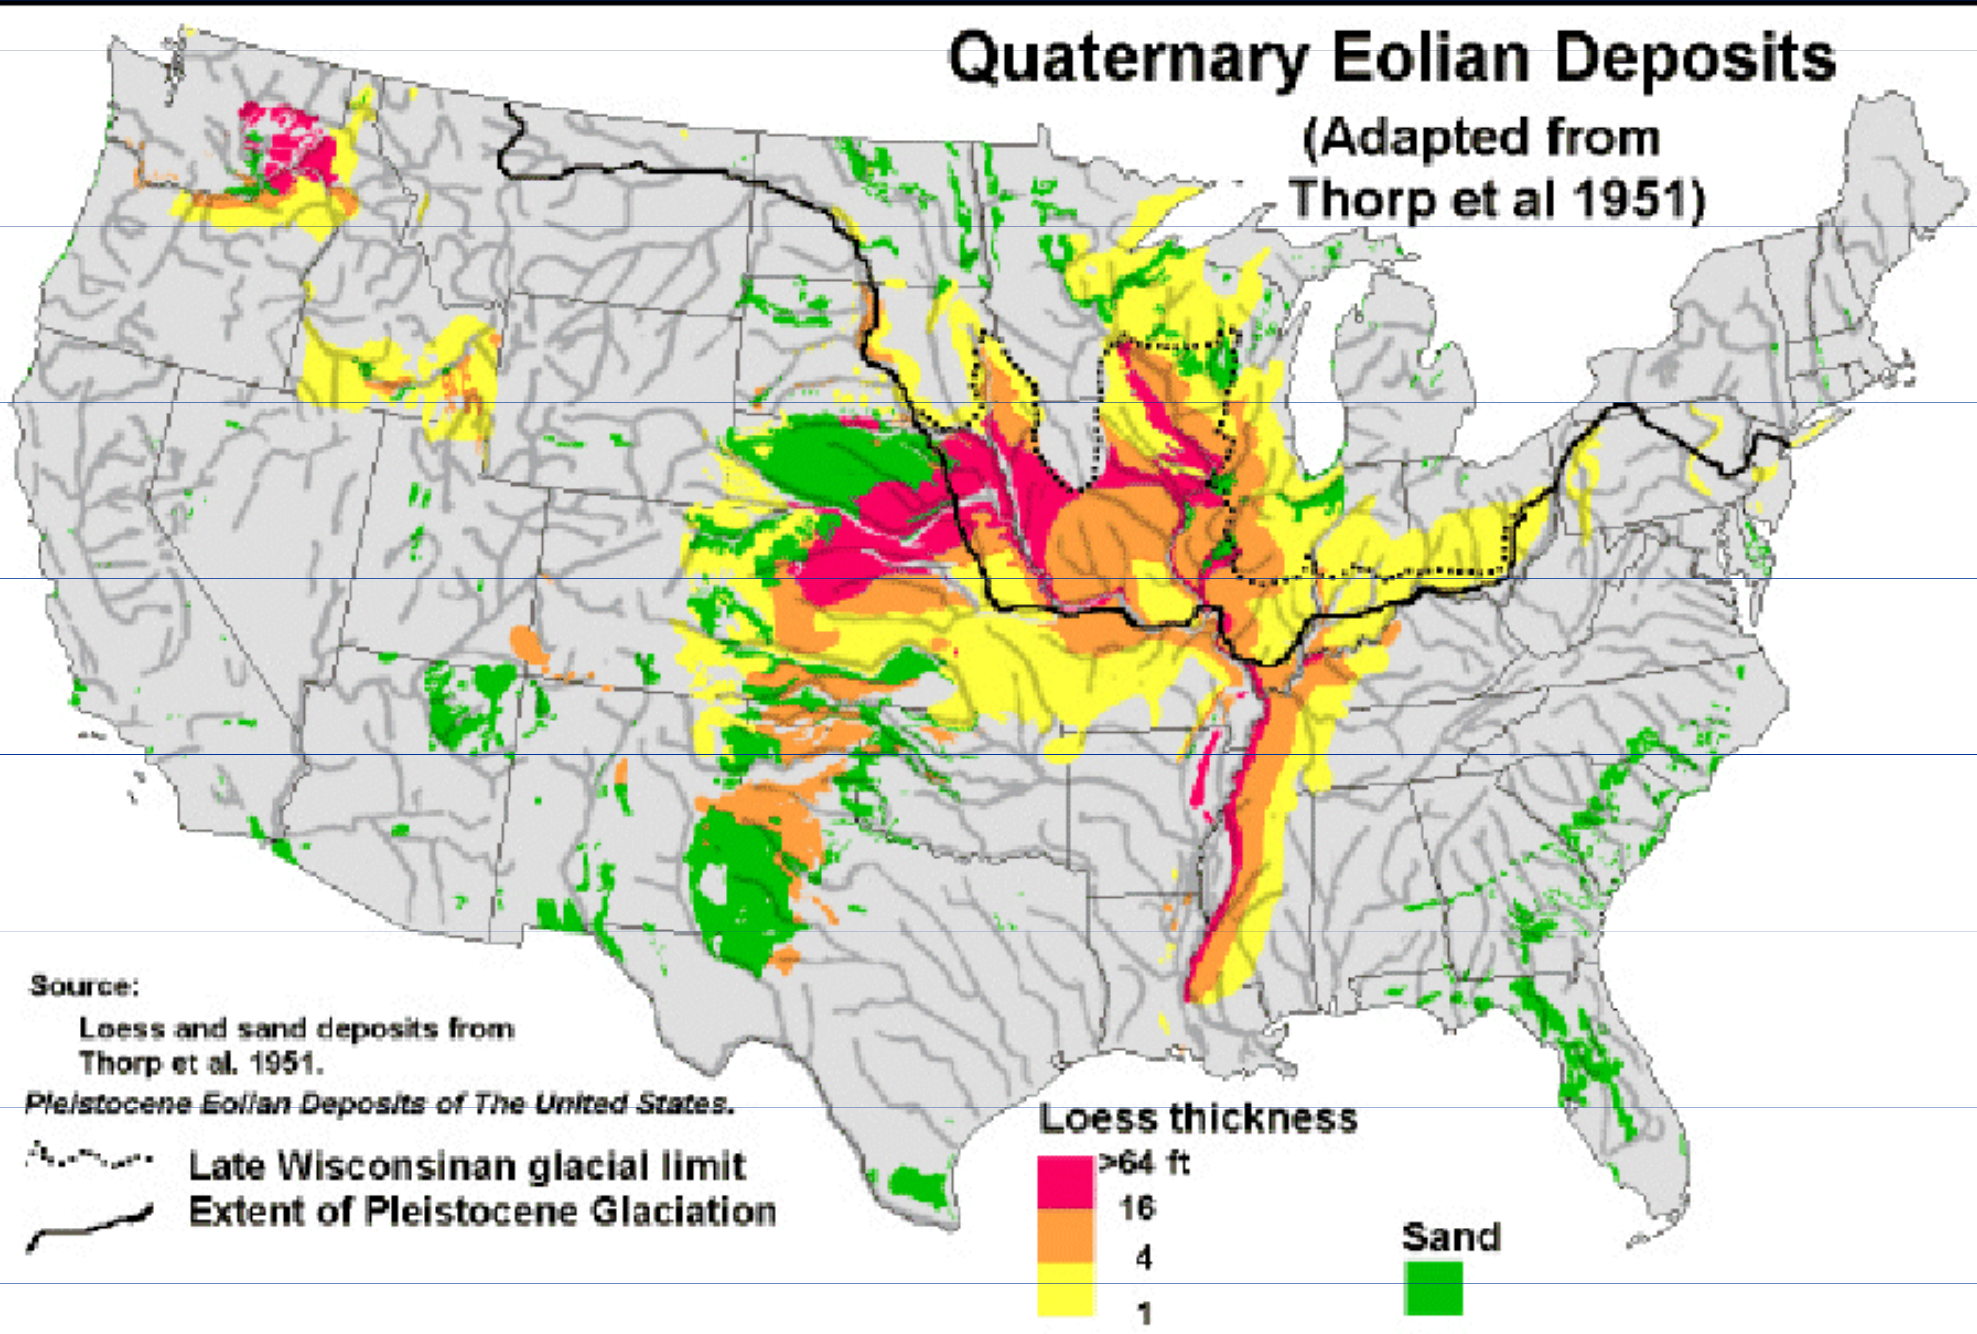 Quaternary Eolian Deposits
(Adapted from
Thorp et al 1951)
Source:
Loess and sand deposits from
Thorp et al. 1951.
Pleistocene Eolian Deposits of The United States.
Late Wisconsinan glacial limit
Extent of Pleistocene Glaciation
Loess thickness
>64 ft
16
4
1
Sand